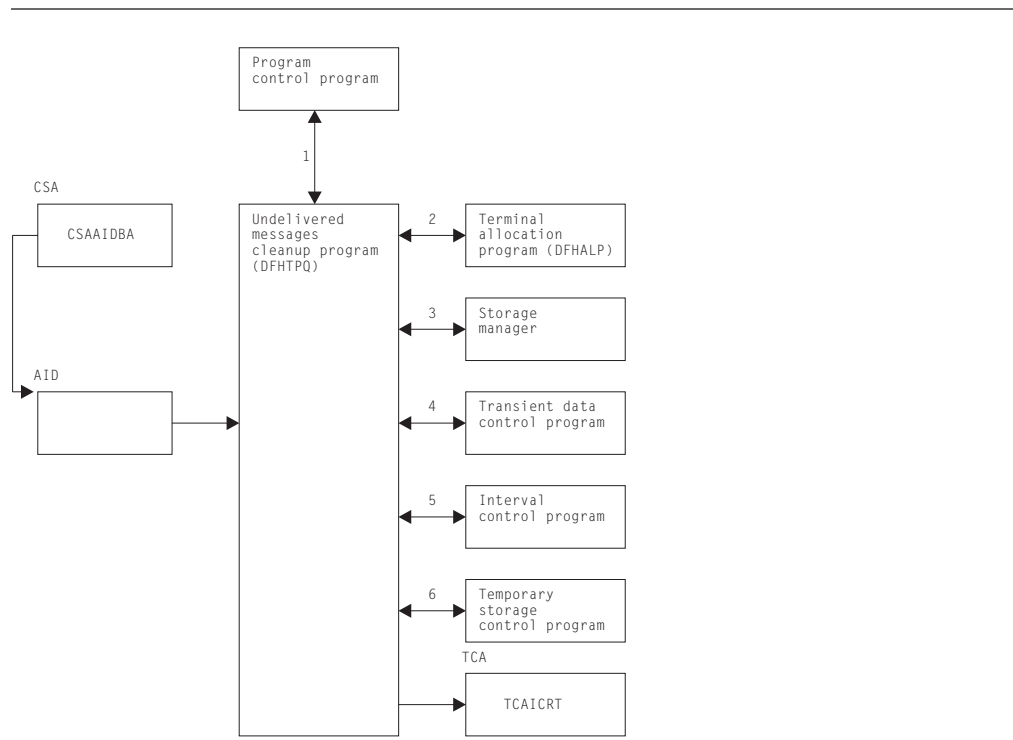 Program
control program
1
CSA
CSAAIDBA
Undelivered
messages
cleanup program
(DFHTPQ)
2
Terminal
allocation
program (DFHALP)
3
Storage
manager
AID
4
Transient data
control program
5
Interval
control program
6
Temporary
storage
control program
TCA
TCAICRT